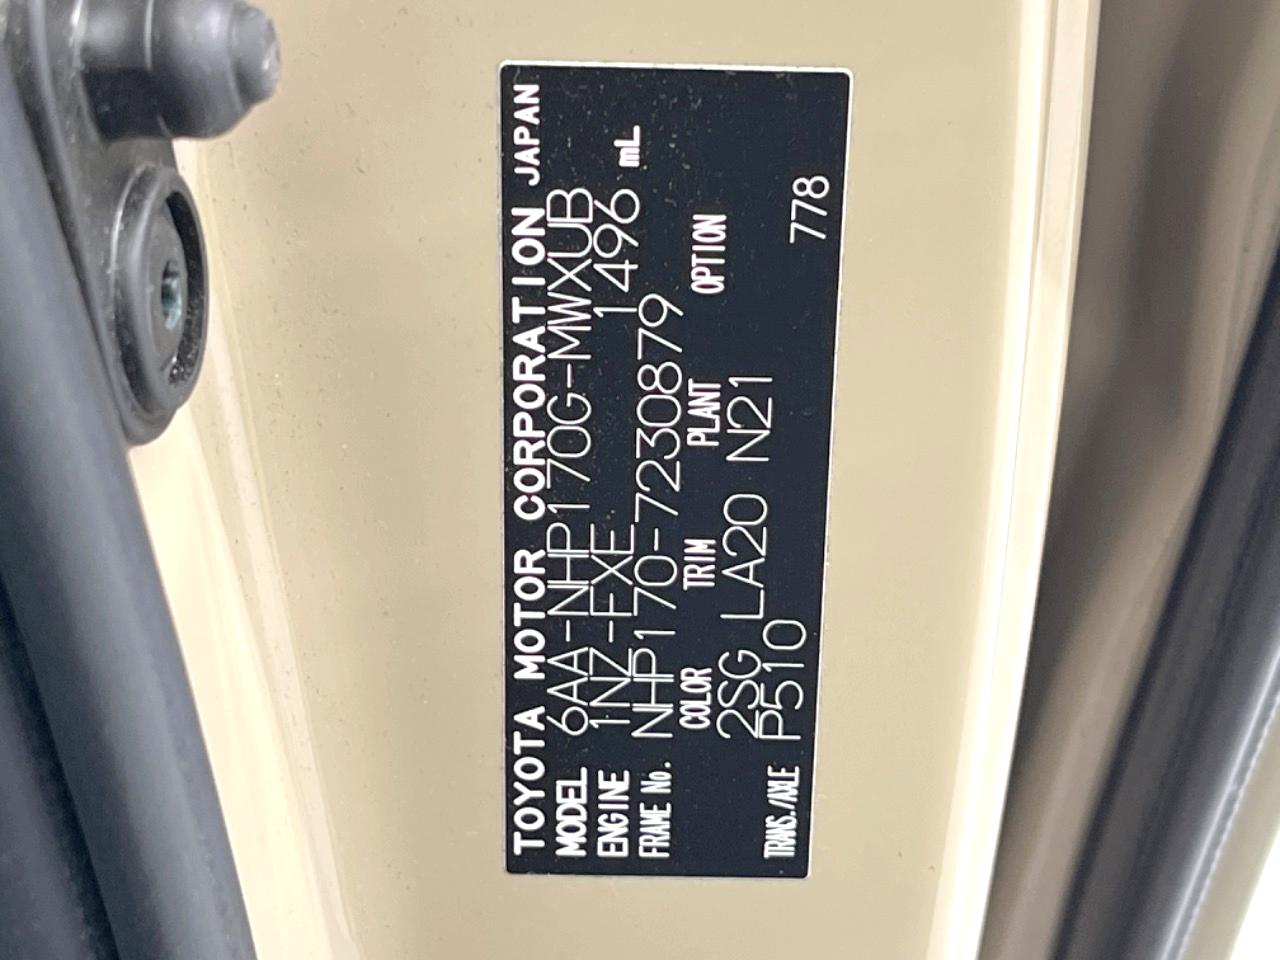 TOYOTA MOTOR CORPORATION JAPAN
MODEL 6AA-NHP170G-MWXUB
ENGINE 1NZ-FXE 1496 mL
FRAME No. NHP170-7230879
COLOR TRIM PLANT OPTION
2SG LA20 N21
TRANS./AXLE P510 778